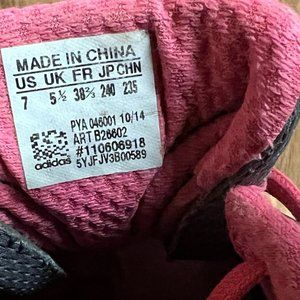 MADE IN CHINA
US UK FR JP CHN
7 5½ 38⅔ 240 235
PYA 046001 10/14
ART B26602
#110606918
5YJFJV3B00589
adidas